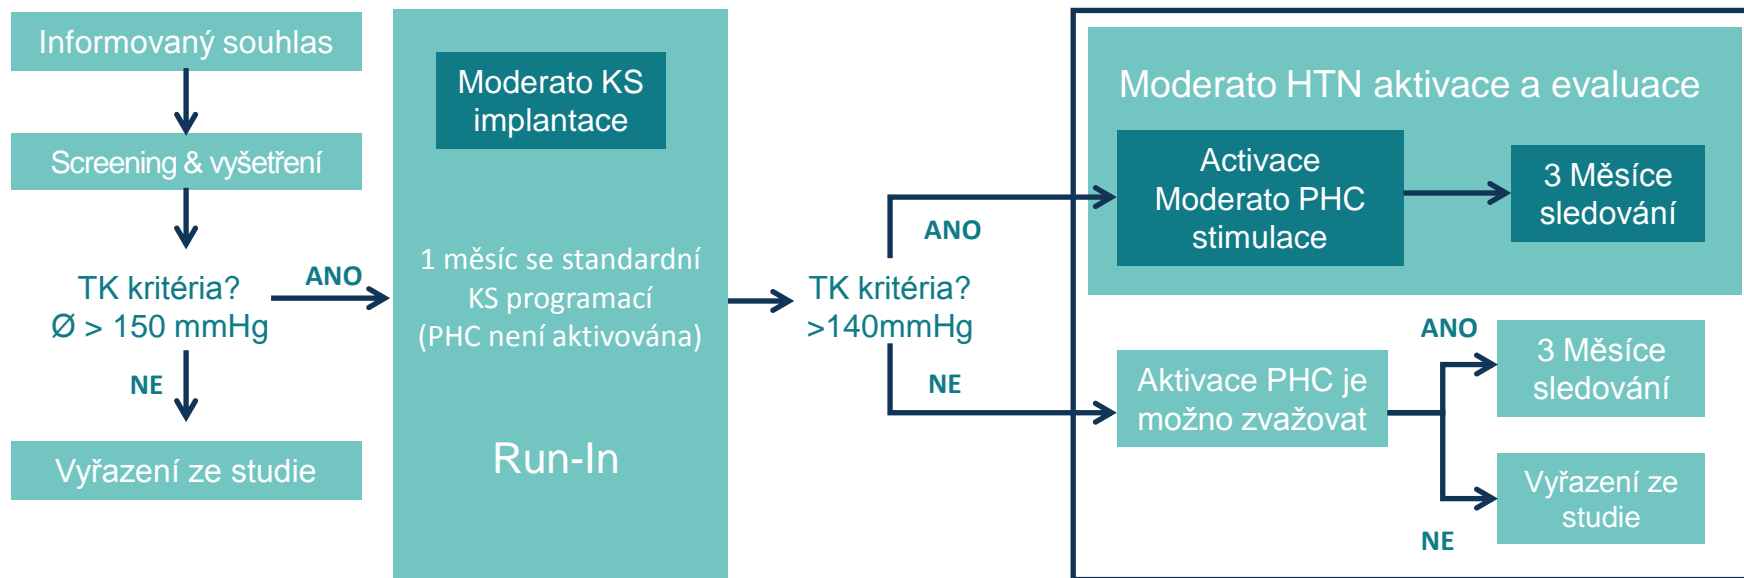 Informovaný souhlas
Screening & vyšetření
TK kritéria?
Ø > 150 mmHg
ANO
NE
Vyřazení ze studie
Moderato KS
implantace
1 měsíc se standardní
KS programací
(PHC není aktivována)
Run-In
TK kritéria?
>140mmHg
ANO
NE
Moderato HTN aktivace a evaluace
Activace
Moderato PHC
stimulace
3 Měsíce
sledování
Aktivace PHC je
možno zvažovat
ANO
3 Měsíce
sledování
NE
Vyřazení ze
studie